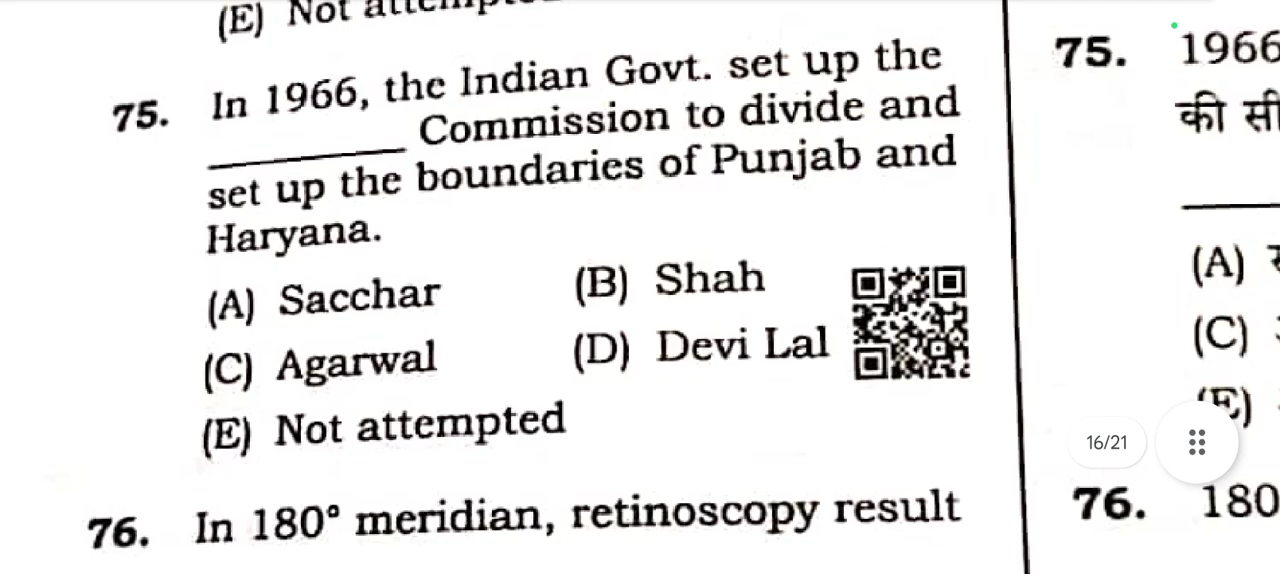 (E) Not
75. In 1966, the Indian Govt. set up the
__________ Commission to divide and
set up the boundaries of Punjab and
Haryana.
(A) Sacchar (B) Shah
(C) Agarwal (D) Devi Lal
(E) Not attempted
76. In 180° meridian, retinoscopy result
75. 1966
की सी
(A)
(C)
(E)
16/21
76. 180